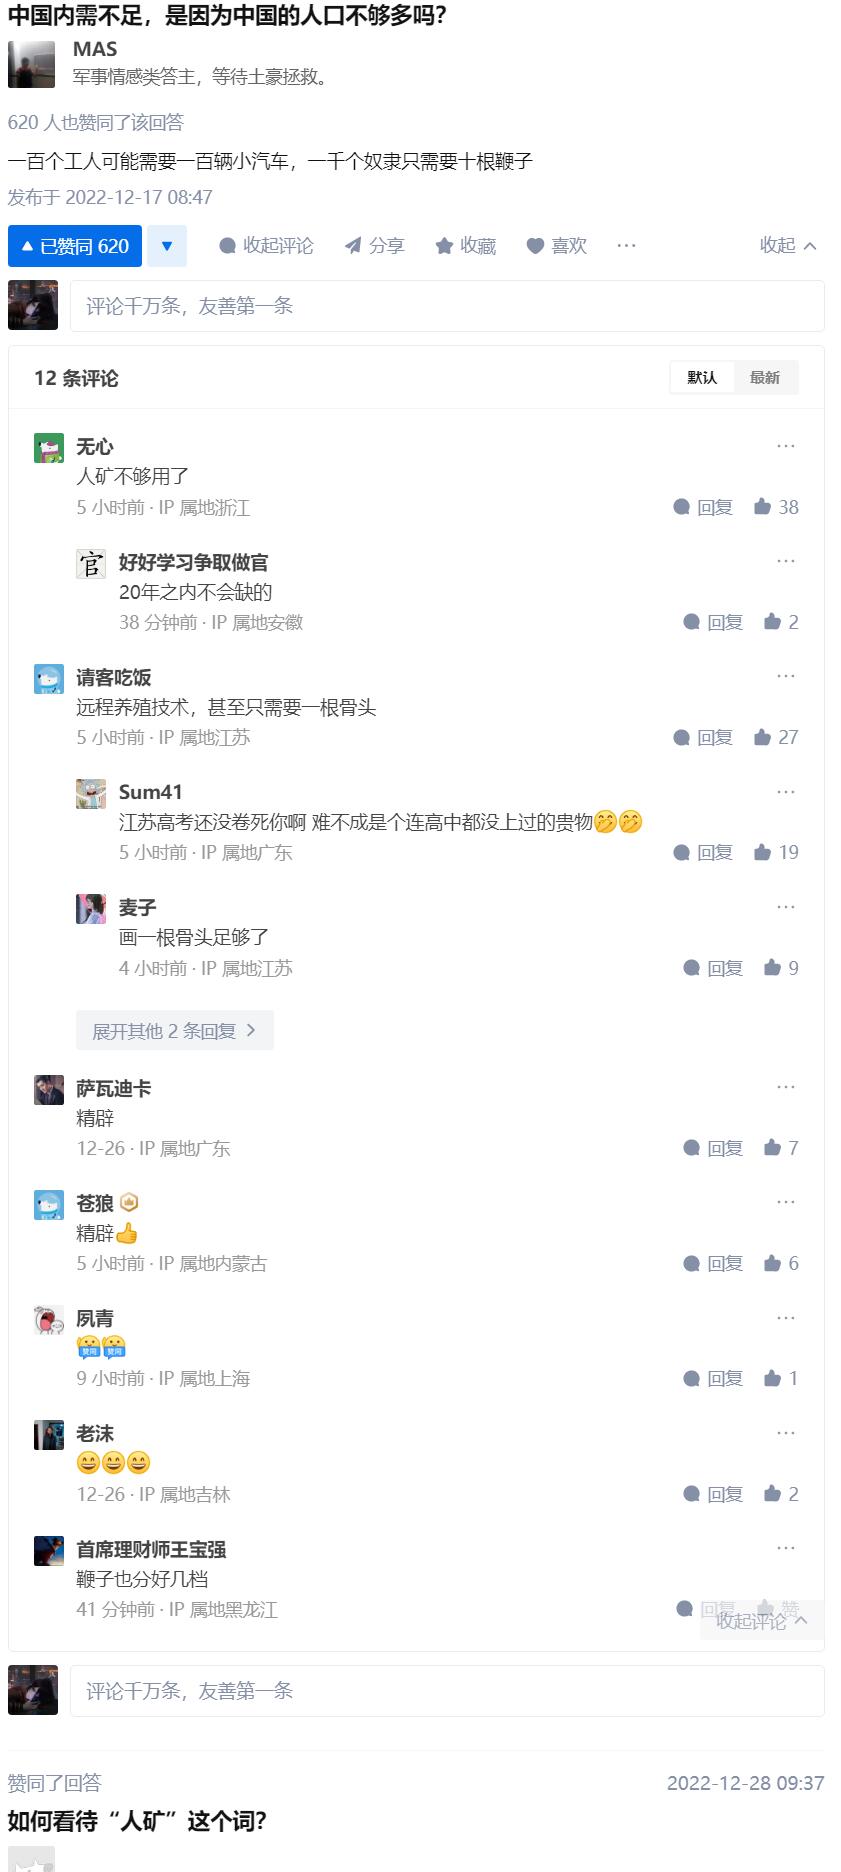 中国内需不足，是因为中国的人口不够多吗？
MAS
军事情感类答主，等待土豪拯救。
620 人也赞同了该回答
一百个工人可能需要一百辆小汽车，一千个奴隶只需要十根鞭子
发布于 2022-12-17 08:47
已赞同 620 收起评论 分享 收藏 喜欢 ··· 收起
评论千万条，友善第一条
12 条评论 默认 最新
无心 ···
人矿不够用了
5 小时前 · IP 属地浙江 回复 38
官
好好学习争取做官 ···
20年之内不会缺的
38 分钟前 · IP 属地安徽 回复 2
请客吃饭 ···
远程养殖技术，甚至只需要一根骨头
5 小时前 · IP 属地江苏 回复 27
Sum41 ···
江苏高考还没卷死你啊 难不成是个连高中都没上过的贵物🤭🤭
5 小时前 · IP 属地广东 回复 19
麦子 ···
画一根骨头足够了
4 小时前 · IP 属地江苏 回复 9
展开其他 2 条回复
萨瓦迪卡 ···
精辟
12-26 · IP 属地广东 回复 7
苍狼 ···
精辟👍
5 小时前 · IP 属地内蒙古 回复 6
夙青 ···
赞同 赞同
9 小时前 · IP 属地上海 回复 1
老沫 ···
😄😄😄
12-26 · IP 属地吉林 回复 2
首席理财师王宝强 ···
鞭子也分好几档
41 分钟前 · IP 属地黑龙江 回复 赞
收起评论
评论千万条，友善第一条
赞同了回答 2022-12-28 09:37
如何看待“人矿”这个词？